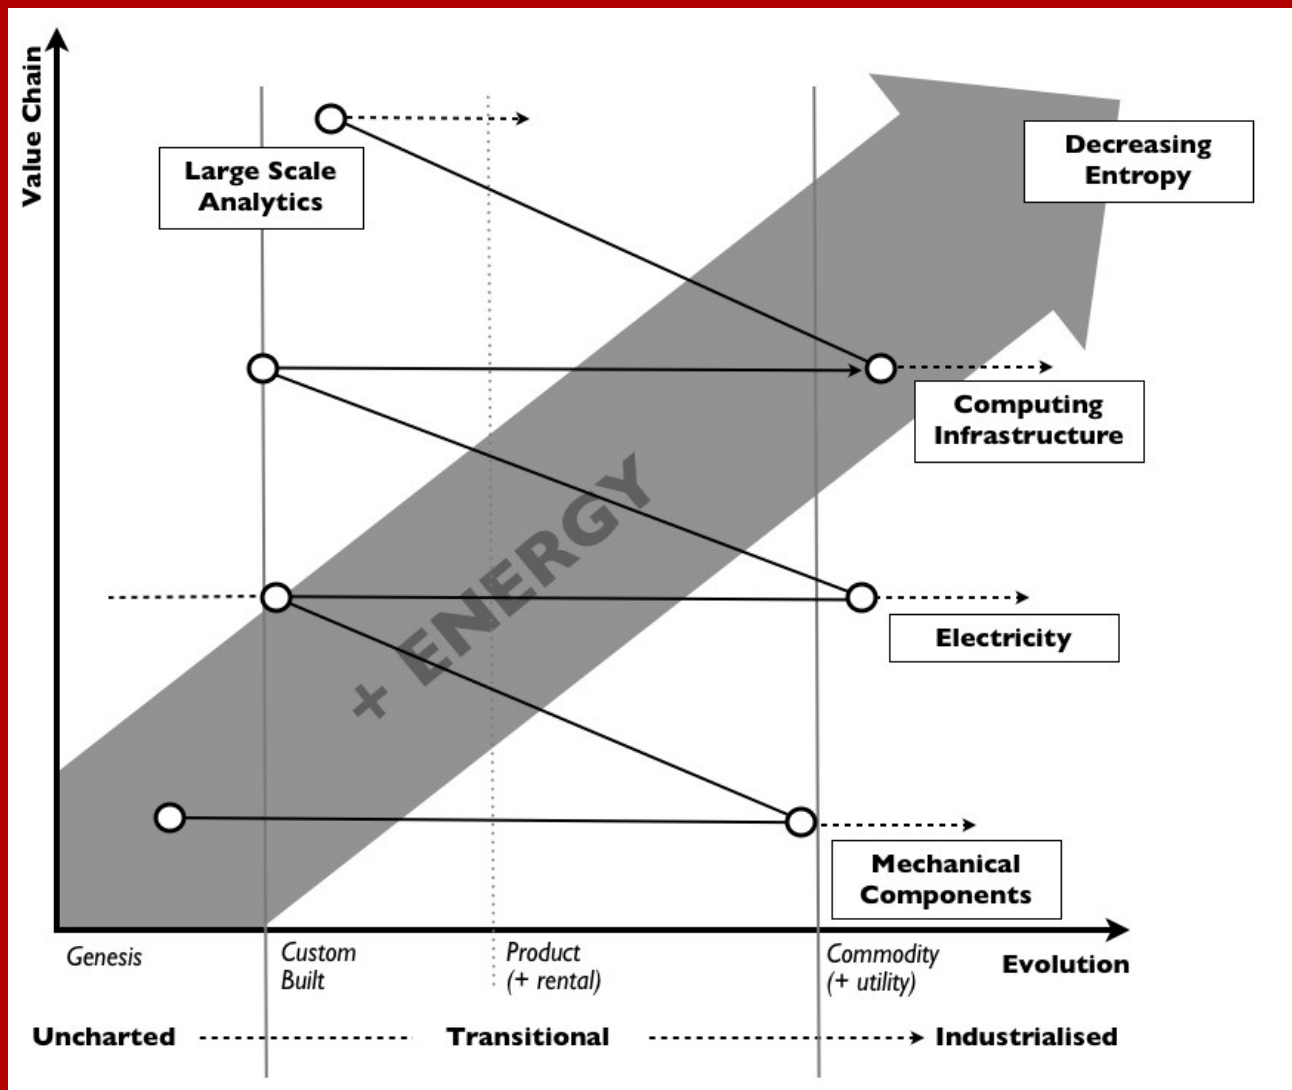 Value Chain
Large Scale
Analytics
Decreasing
Entropy
Computing
Infrastructure
+ ENERGY
Electricity
Mechanical
Components
Genesis
Custom
Built
Product
(+ rental)
Commodity
(+ utility)
Evolution
Uncharted
Transitional
Industrialised